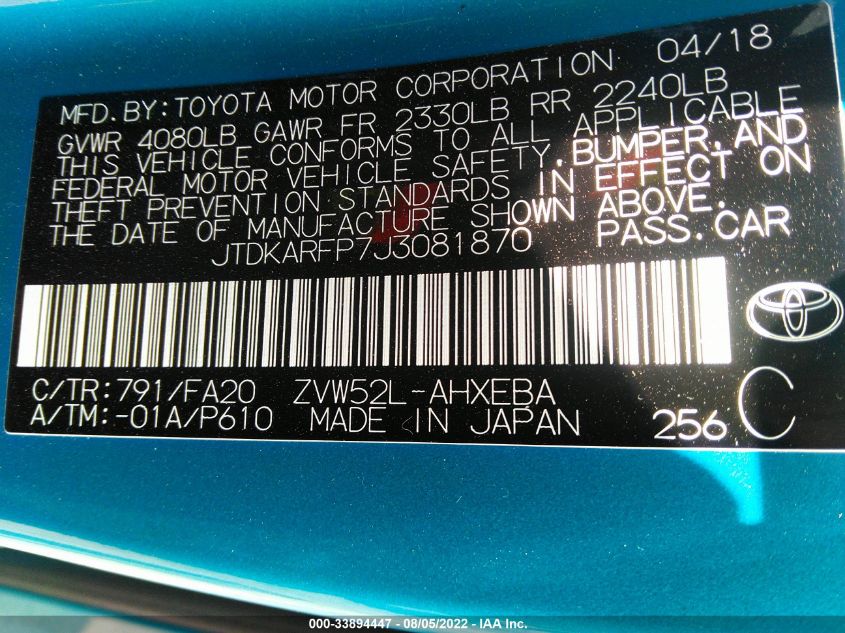 MFD.BY:TOYOTA MOTOR CORPORATION 04/18
GVWR 4080LB GAWR FR 2330LB RR 2240LB
THIS VEHICLE CONFORMS TO ALL APPLICABLE
FEDERAL MOTOR VEHICLE SAFETY,BUMPER,AND
THEFT PREVENTION STANDARDS IN EFFECT ON
THE DATE OF MANUFACTURE SHOWN ABOVE.
JTDKARFP7J3081870 PASS.CAR
C/TR:791/FA20 ZVW52L-AHXEBA
A/TM:-01A/P610 MADE IN JAPAN 256 C
000-33894447 - 08/05/2022 - IAA Inc.